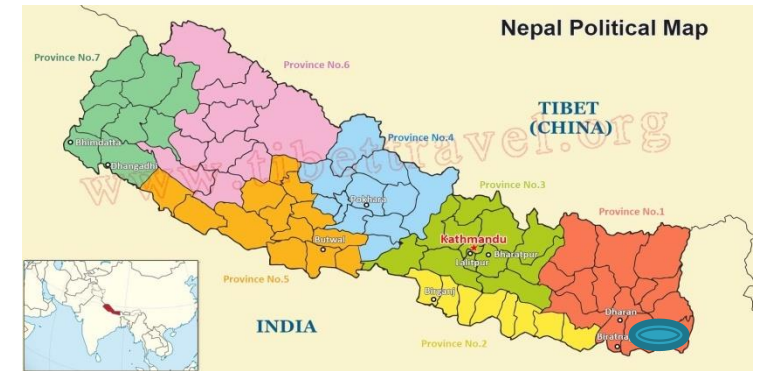 Nepal Political Map
Province No.7
Province No.6
TIBET
(CHINA)
Province No.4
www.tibettravel.org
Bhimdatta
Dhangadhi
Province No.3
Pokhara
Province No.1
Kathmandu
Butwal
Lalitpur
Bharatpur
Province No.5
Birganj
INDIA
Dharan
Province No.2